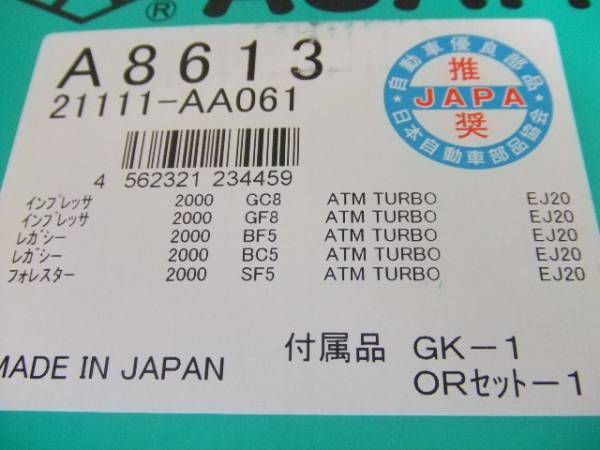 ®
A8613
21111-AA061
自動車優良部品
推
JAPA
奨
日本自動車部品協会
4 562321 234459
インプレッサ 2000 GC8 ATM TURBO EJ20
インプレッサ 2000 GF8 ATM TURBO EJ20
レガシー 2000 BF5 ATM TURBO EJ20
レガシー 2000 BC5 ATM TURBO EJ20
フォレスター 2000 SF5 ATM TURBO EJ20
付属品 GK-1
MADE IN JAPAN
ORセット-1